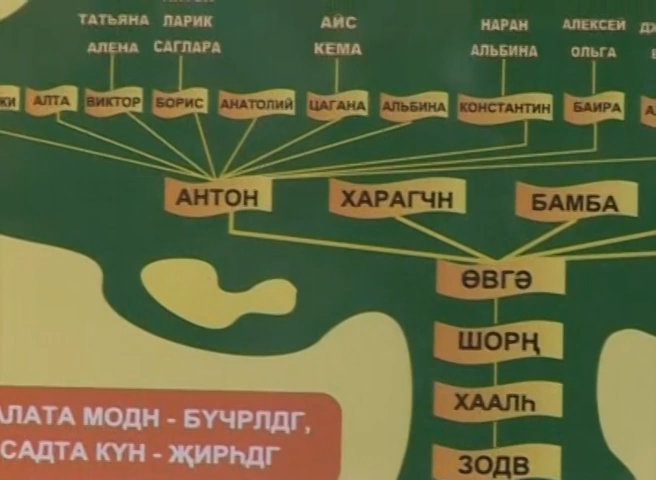 ТАТЬЯНА
АЛЕНА
ЛАРИК
САГЛАРА
АЙС
КЕМА
НАРАН
АЛЬБИНА
АЛЕКСЕЙ
ОЛЬГА
АЛТА
ВИКТОР
БОРИС
АНАТОЛИЙ
ЦАГАНА
АЛЬБИНА
КОНСТАНТИН
БАИРА
АНТОН
ХАРАГЧН
БАМБА
ӨВГӘ
ШОРҢ
ХААЛҺ
ЗОДВ
АЛАТА МОДН - БҮЧРЛДГ,
САДТА КҮН - ҖИРҺДГ